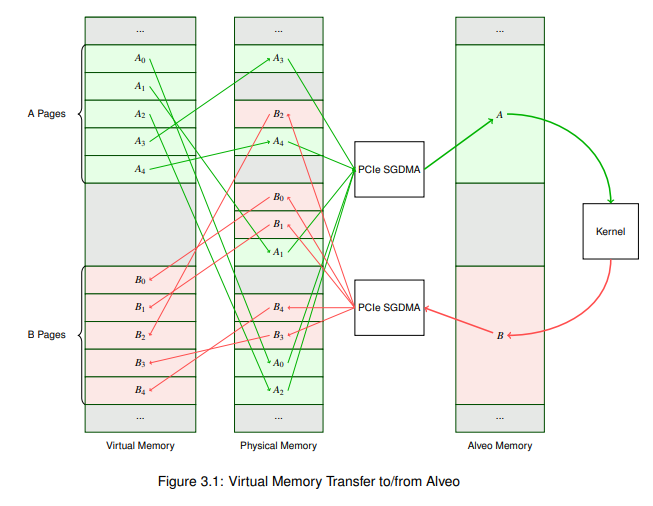 ...
...
...
A0
A3
A1
A Pages
A2
B2
A
A3
A4
PCIe SGDMA
A4
B0
B1
Kernel
A1
B0
B1
B4
PCIe SGDMA
B Pages
B2
B3
B
B3
A0
B4
A2
...
...
...
Virtual Memory
Physical Memory
Alveo Memory
Figure 3.1: Virtual Memory Transfer to/from Alveo